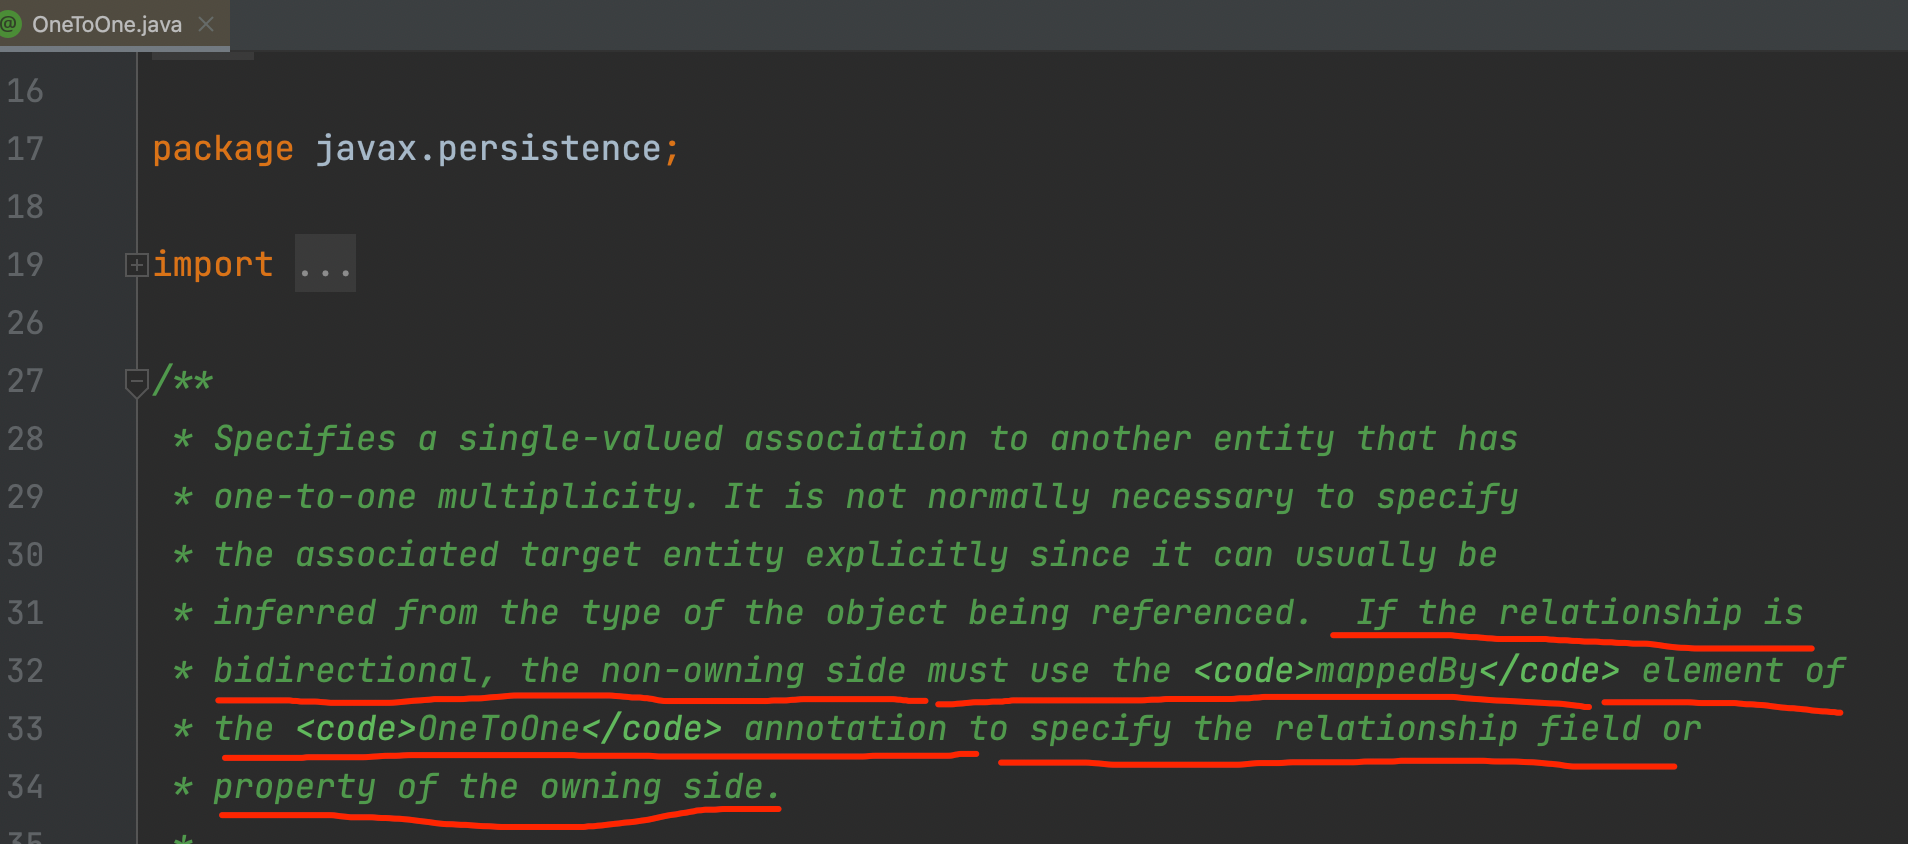 OneToOne.java
16
17 package javax.persistence;
18
19 import ...
26
27 /**
28 * Specifies a single-valued association to another entity that has
29 * one-to-one multiplicity. It is not normally necessary to specify
30 * the associated target entity explicitly since it can usually be
31 * inferred from the type of the object being referenced.  If the relationship is
32 * bidirectional, the non-owning side must use the <code>mappedBy</code> element of
33 * the <code>OneToOne</code> annotation to specify the relationship field or
34 * property of the owning side.
35 *